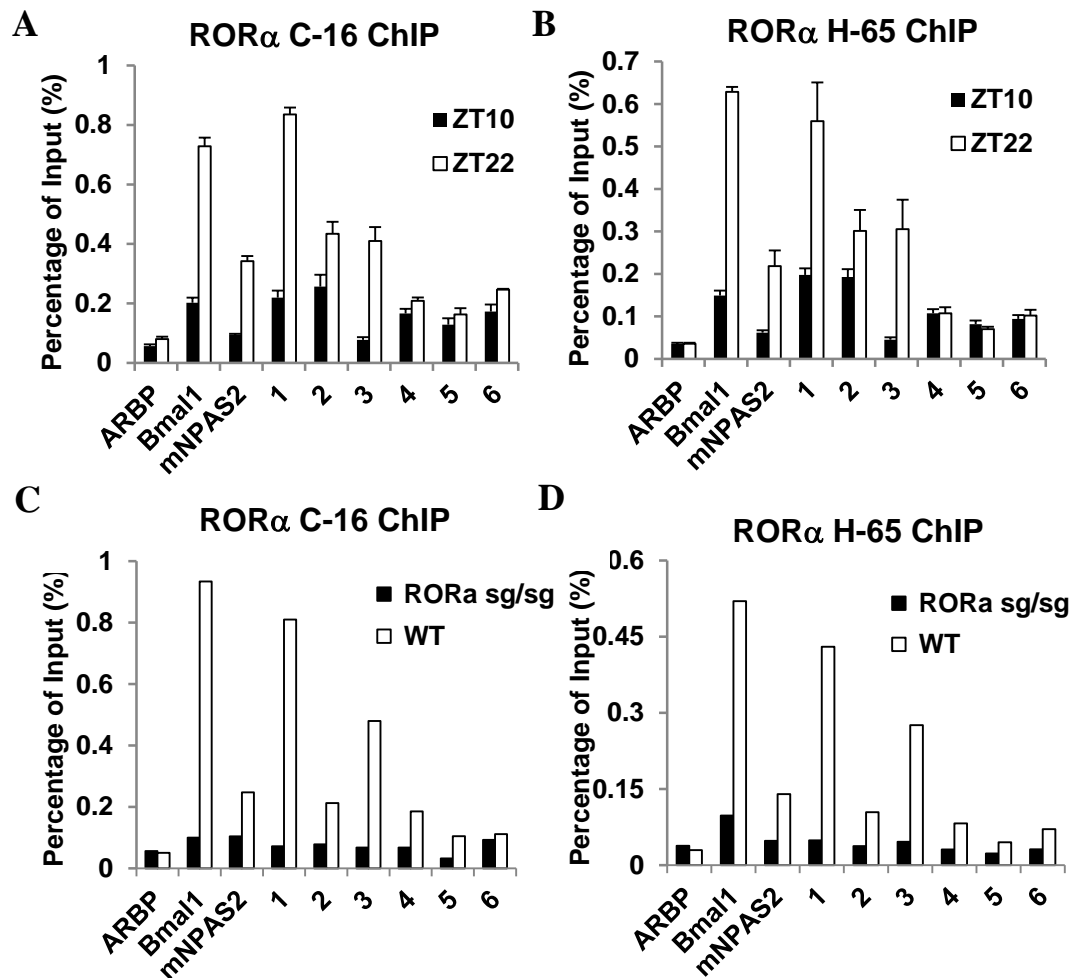 A
RORα C-16 ChIP
Percentage of Input (%)
1
0.8
0.6
0.4
0.2
0
ZT10
ZT22
ARBP
Bmal1
mNPAS2
1
2
3
4
5
6
B
RORα H-65 ChIP
Percentage of Input (%)
0.7
0.6
0.5
0.4
0.3
0.2
0.1
0
ZT10
ZT22
ARBP
Bmal1
mNPAS2
1
2
3
4
5
6
C
RORα C-16 ChIP
Percentage of Input (%)
1
0.8
0.6
0.4
0.2
0
RORa sg/sg
WT
ARBP
Bmal1
mNPAS2
1
2
3
4
5
6
D
RORα H-65 ChIP
Percentage of Input (%)
0.6
0.45
0.3
0.15
0
RORa sg/sg
WT
ARBP
Bmal1
mNPAS2
1
2
3
4
5
6